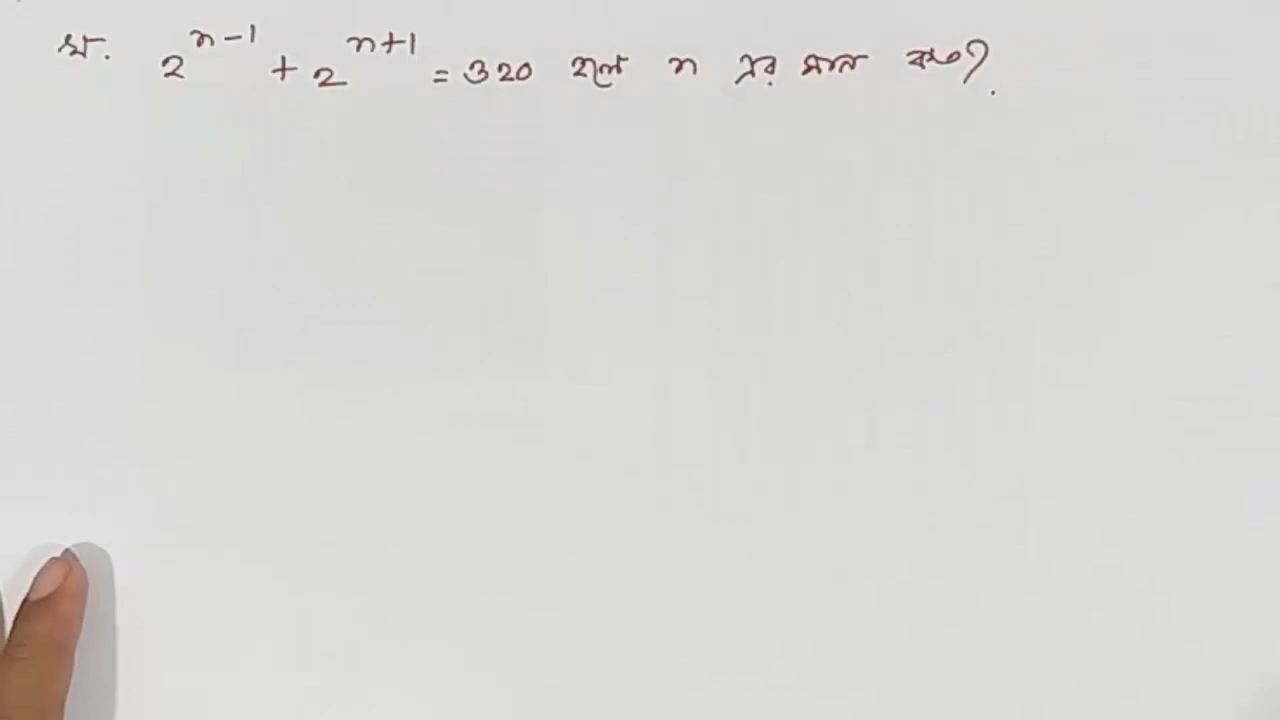 খ. 2^{n-1} + 2^{n+1} = 320 হলে n এর মান কত?